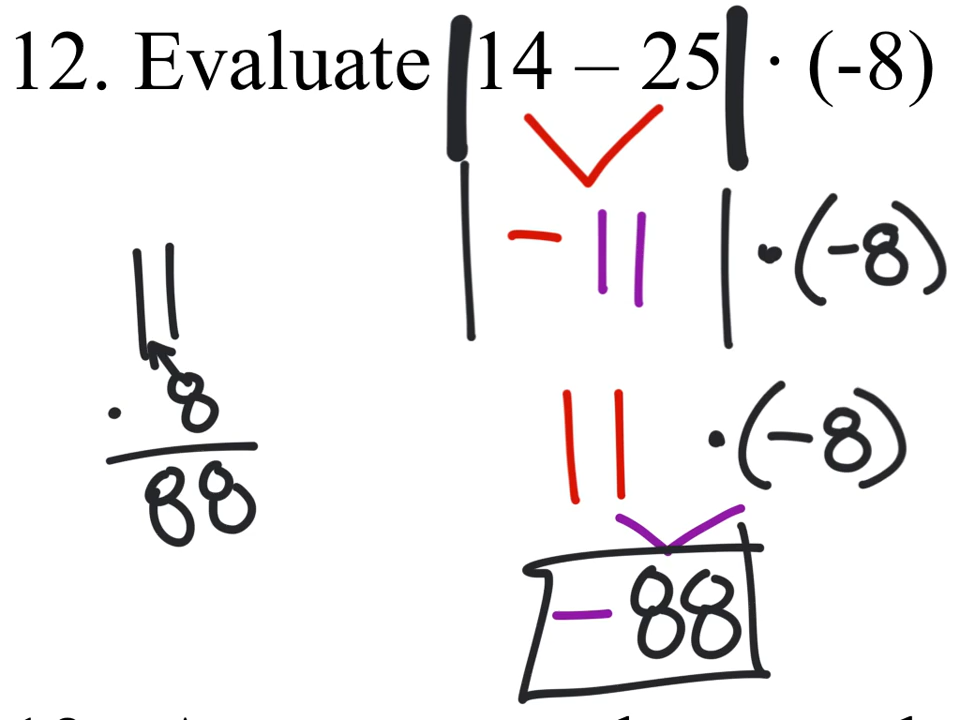 12. Evaluate |14 – 25| · (-8)
|-11| · (-8)
11
· 8
88
11 · (-8)
-88